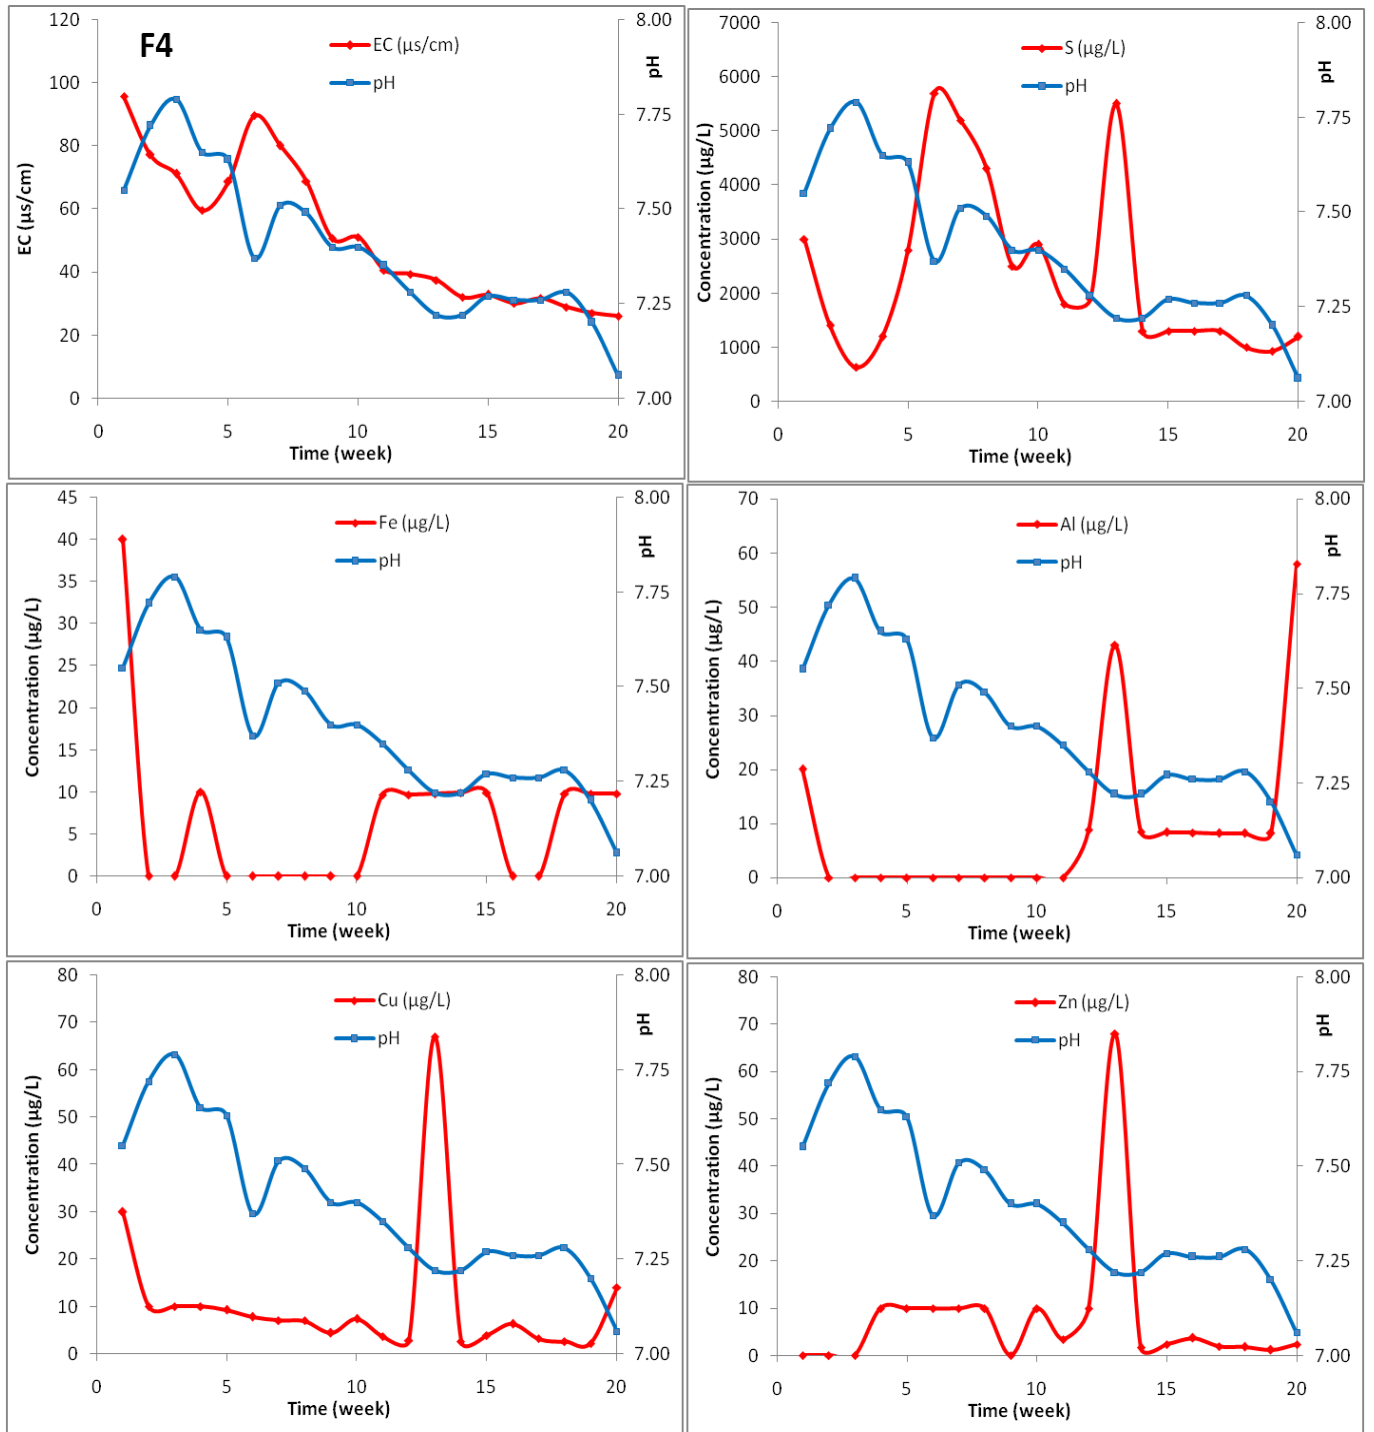 F4
EC (µs/cm)
pH
120
100
80
60
40
20
0
EC (µs/cm)
8.00
7.75
7.50
7.25
7.00
pH
0 5 10 15 20
Time (week)
S (µg/L)
pH
7000
6000
5000
4000
3000
2000
1000
0
Concentration (µg/L)
8.00
7.75
7.50
7.25
7.00
pH
0 5 10 15 20
Time (week)
Fe (µg/L)
pH
45
40
35
30
25
20
15
10
5
0
Concentration (µg/L)
8.00
7.75
7.50
7.25
7.00
pH
0 5 10 15 20
Time (week)
Al (µg/L)
pH
70
60
50
40
30
20
10
0
Concentration (µg/L)
8.00
7.75
7.50
7.25
7.00
pH
0 5 10 15 20
Time (week)
Cu (µg/L)
pH
80
70
60
50
40
30
20
10
0
Concentration (µg/L)
8.00
7.75
7.50
7.25
7.00
pH
0 5 10 15 20
Time (week)
Zn (µg/L)
pH
80
70
60
50
40
30
20
10
0
Concentration (µg/L)
8.00
7.75
7.50
7.25
7.00
pH
0 5 10 15 20
Time (week)